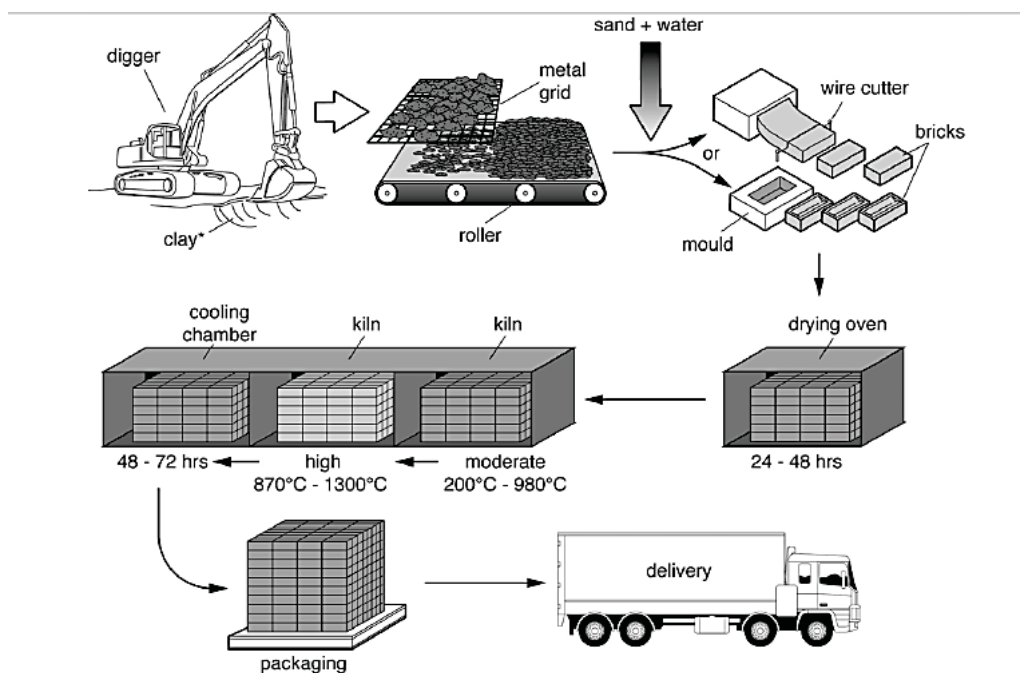 sand + water
digger
metal
grid
wire cutter
bricks
or
clay*
roller
mould
cooling
chamber
kiln
kiln
drying oven
48 - 72 hrs
high
870°C - 1300°C
moderate
200°C - 980°C
24 - 48 hrs
packaging
delivery